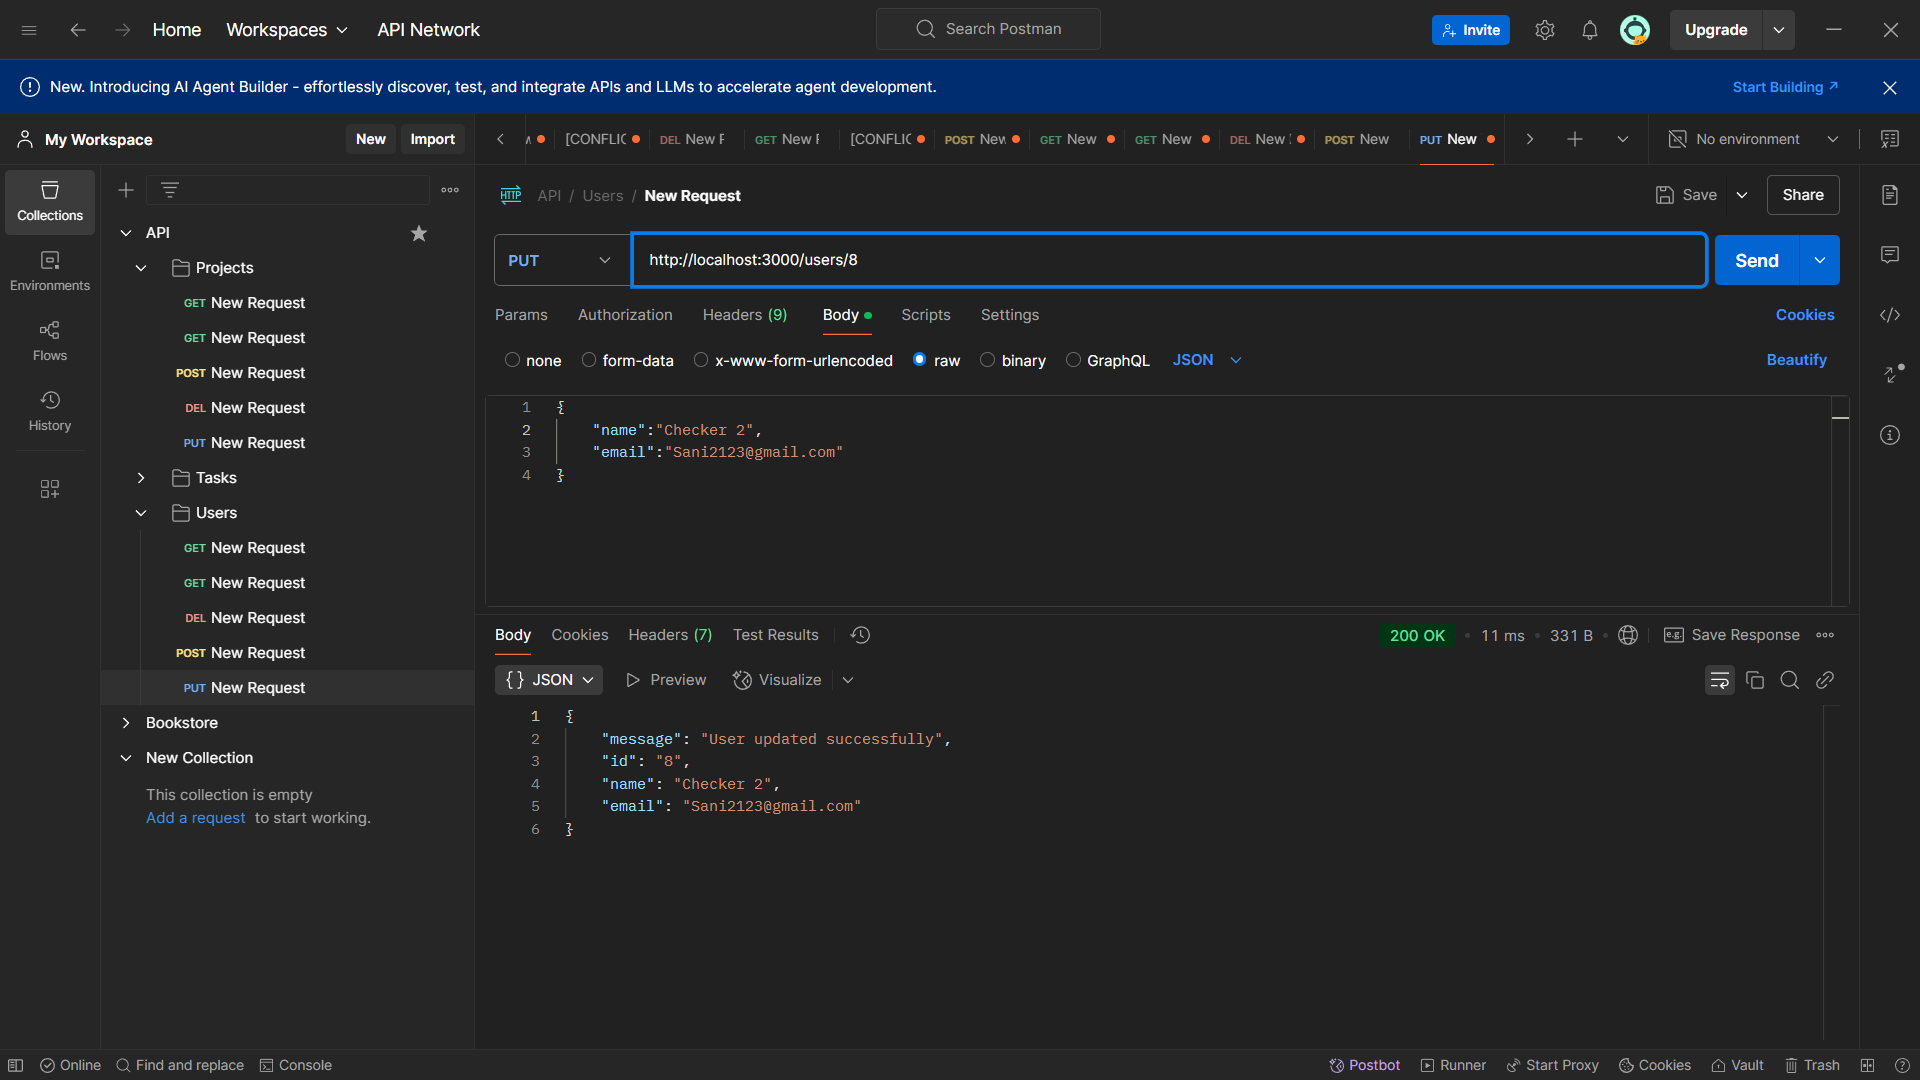 Home Workspaces API Network Search Postman Invite Upgrade
New. Introducing AI Agent Builder - effortlessly discover, test, and integrate APIs and LLMs to accelerate agent development. Start Building
My Workspace New Import [CONFLIC DEL New GET New [CONFLIC POST New GET New GET New DEL New POST New PUT New No environment
Collections
Environments
Flows
History
API
Projects
GET New Request
GET New Request
POST New Request
DEL New Request
PUT New Request
Tasks
Users
GET New Request
GET New Request
DEL New Request
POST New Request
PUT New Request
Bookstore
New Collection
This collection is empty
Add a request to start working.
HTTP API / Users / New Request Save Share
PUT http://localhost:3000/users/8 Send
Params Authorization Headers (9) Body Scripts Settings Cookies
none form-data x-www-form-urlencoded raw binary GraphQL JSON Beautify
1 {
2 "name":"Checker 2",
3 "email":"Sani2123@gmail.com"
4 }
Body Cookies Headers (7) Test Results 200 OK 11 ms 331 B e.g. Save Response
{} JSON Preview Visualize
1 {
2 "message": "User updated successfully",
3 "id": "8",
4 "name": "Checker 2",
5 "email": "Sani2123@gmail.com"
6 }
Online Find and replace Console Postbot Runner Start Proxy Cookies Vault Trash